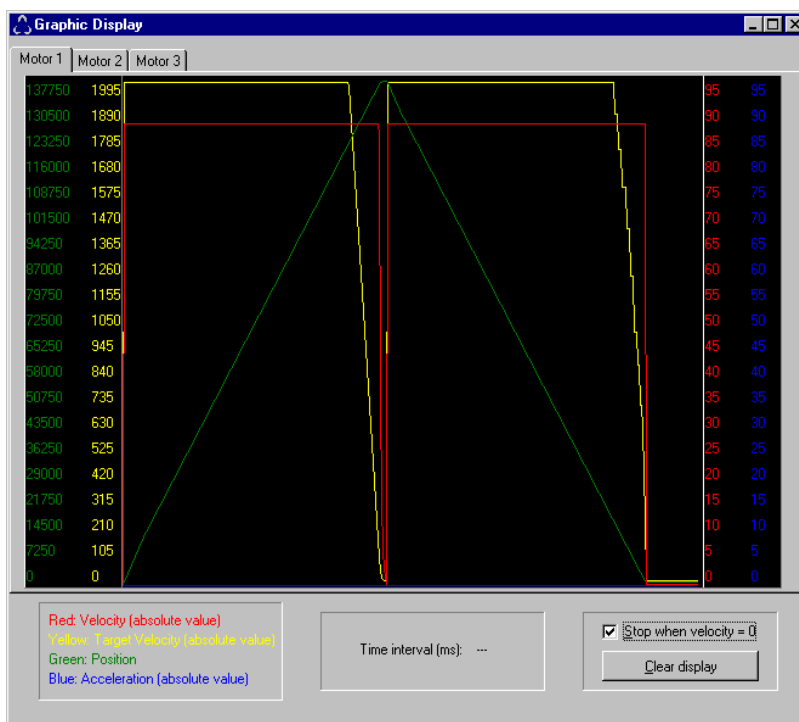 Graphic Display
Motor 1 Motor 2 Motor 3
137750 1995 95 95
130500 1890 90 90
123250 1785 85 85
116000 1680 80 80
108750 1575 75 75
101500 1470 70 70
94250 1365 65 65
87000 1260 60 60
79750 1155 55 55
72500 1050 50 50
65250 945 45 45
58000 840 40 40
50750 735 35 35
43500 630 30 30
36250 525 25 25
29000 420 20 20
21750 315 15 15
14500 210 10 10
7250 105 5 5
0 0 0 0
Red: Velocity (absolute value)
Yellow: Target Velocity (absolute value)
Green: Position
Blue: Acceleration (absolute value)
Time interval (ms): ---
Stop when velocity = 0
Clear display